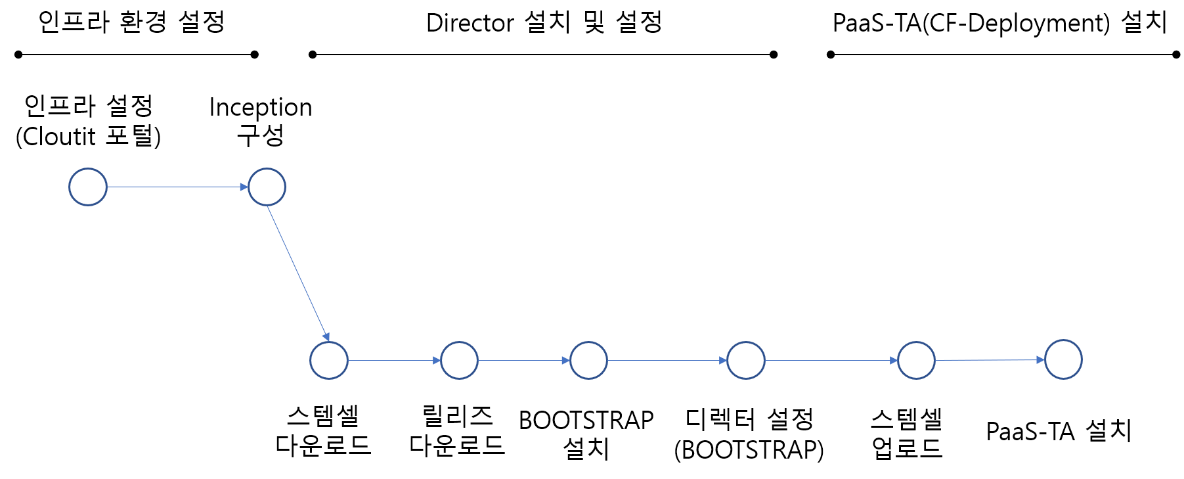 인프라 환경 설정
Director 설치 및 설정
PaaS-TA(CF-Deployment) 설치
인프라 설정
(Cloutit 포털)
Inception
구성
스템셀
다운로드
릴리즈
다운로드
BOOTSTRAP
설치
디렉터 설정
(BOOTSTRAP)
스템셀
업로드
PaaS-TA 설치